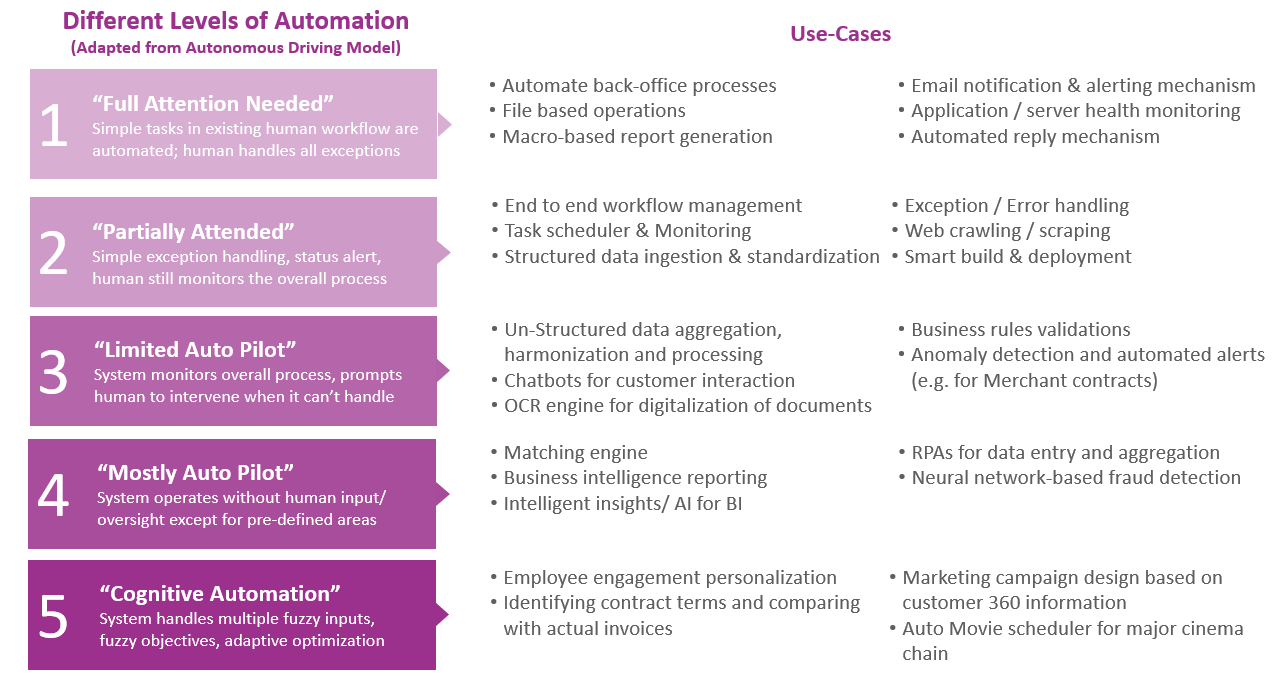 Different Levels of Automation
(Adapted from Autonomous Driving Model)
Use-Cases
1
“Full Attention Needed”
Simple tasks in existing human workflow are
automated; human handles all exceptions
• Automate back-office processes
• File based operations
• Macro-based report generation
• Email notification & alerting mechanism
• Application / server health monitoring
• Automated reply mechanism
2
“Partially Attended”
Simple exception handling, status alert,
human still monitors the overall process
• End to end workflow management
• Task scheduler & Monitoring
• Structured data ingestion & standardization
• Exception / Error handling
• Web crawling / scraping
• Smart build & deployment
3
“Limited Auto Pilot”
System monitors overall process, prompts
human to intervene when it can’t handle
• Un-Structured data aggregation,
harmonization and processing
• Chatbots for customer interaction
• OCR engine for digitalization of documents
• Business rules validations
• Anomaly detection and automated alerts
(e.g. for Merchant contracts)
4
“Mostly Auto Pilot”
System operates without human input/
oversight except for pre-defined areas
• Matching engine
• Business intelligence reporting
• Intelligent insights/ AI for BI
• RPAs for data entry and aggregation
• Neural network-based fraud detection
5
“Cognitive Automation”
System handles multiple fuzzy inputs,
fuzzy objectives, adaptive optimization
• Employee engagement personalization
• Identifying contract terms and comparing
with actual invoices
• Marketing campaign design based on
customer 360 information
• Auto Movie scheduler for major cinema
chain